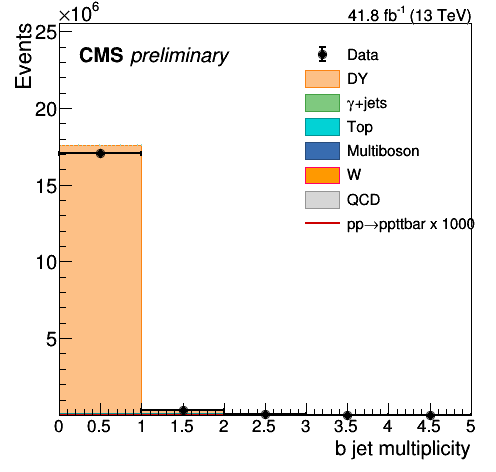 ×10⁶
41.8 fb⁻¹ (13 TeV)
Events
CMS preliminary
Data
DY
γ+jets
Top
Multiboson
W
QCD
pp→ppttbar x 1000
25
20
15
10
5
0 0.5 1 1.5 2 2.5 3 3.5 4 4.5 5
b jet multiplicity